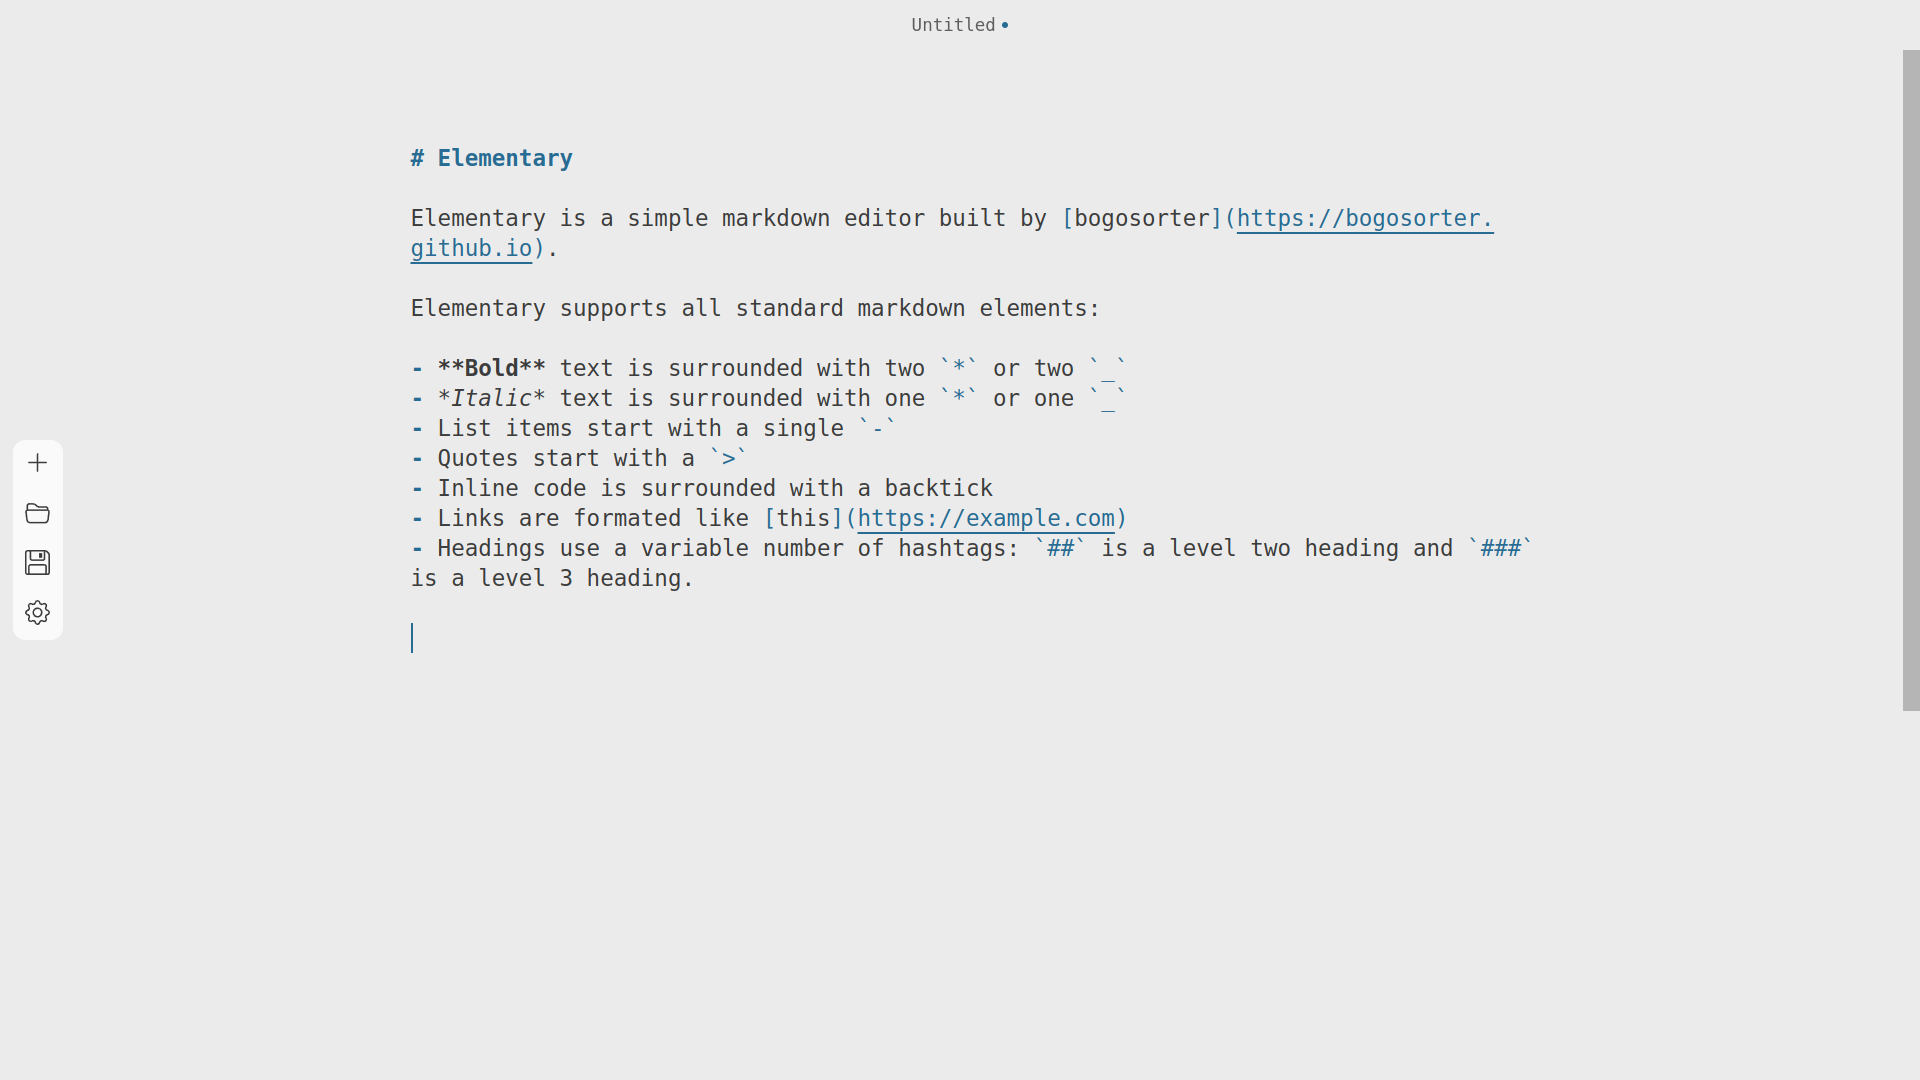 Untitled
# Elementary
Elementary is a simple markdown editor built by [bogosorter](https://bogosorter.
github.io).
Elementary supports all standard markdown elements:
- **Bold** text is surrounded with two `*` or two `_`
- *Italic* text is surrounded with one `*` or one `_`
- List items start with a single `-`
- Quotes start with a `>`
- Inline code is surrounded with a backtick
- Links are formated like [this](https://example.com)
- Headings use a variable number of hashtags: `##` is a level two heading and `###`
is a level 3 heading.